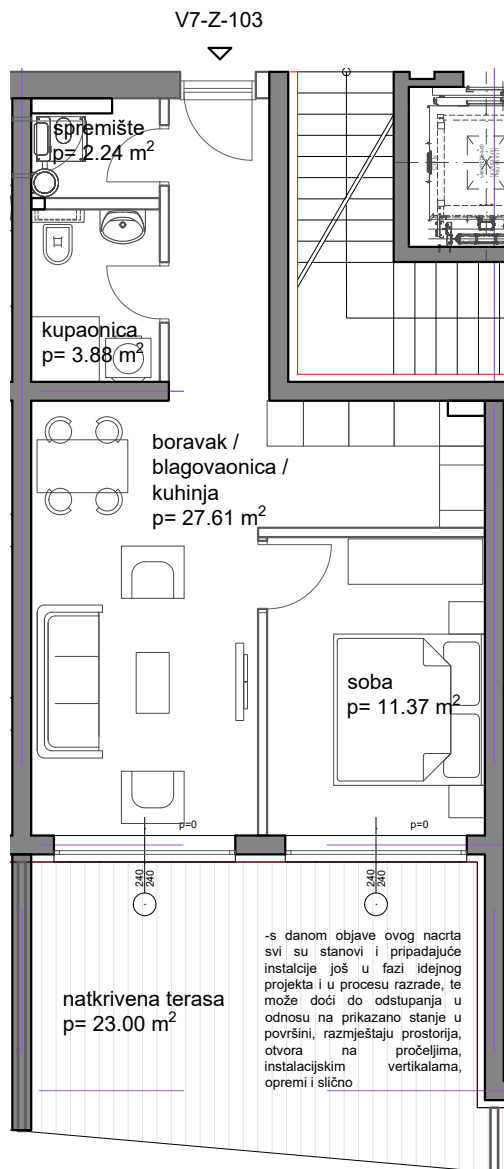 V7-Z-103
spremište
p= 2.24 m²
kupaonica
p= 3.88 m²
boravak /
blagovaonica /
kuhinja
p= 27.61 m²
soba
p= 11.37 m²
p=0
p=0
240
240
240
240
natkrivena terasa
p= 23.00 m²
-s danom objave ovog nacrta
svi su stanovi i pripadajuće
instalcije još u fazi idejnog
projekta i u procesu razrade, te
može doći do odstupanja u
odnosu na prikazano stanje u
površini, razmještaju prostorija,
otvora na pročeljima,
instalacijskim vertikalama,
opremi i slično